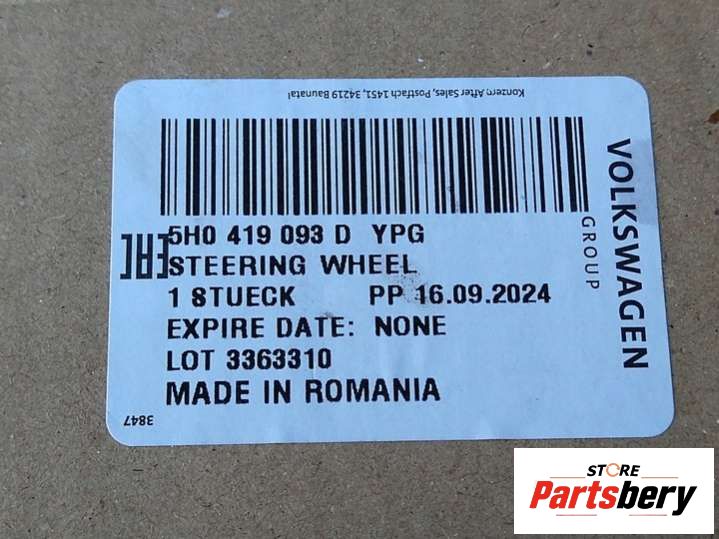 Konzern After Sales, Postfach 1451, 34219 Baunatal
5H0 419 093 D YPG
STEERING WHEEL
1 STUECK PP 16.09.2024
EXPIRE DATE: NONE
LOT 3363310
MADE IN ROMANIA
3847
EAC
VOLKSWAGEN
GROUP
STORE
Partsbery